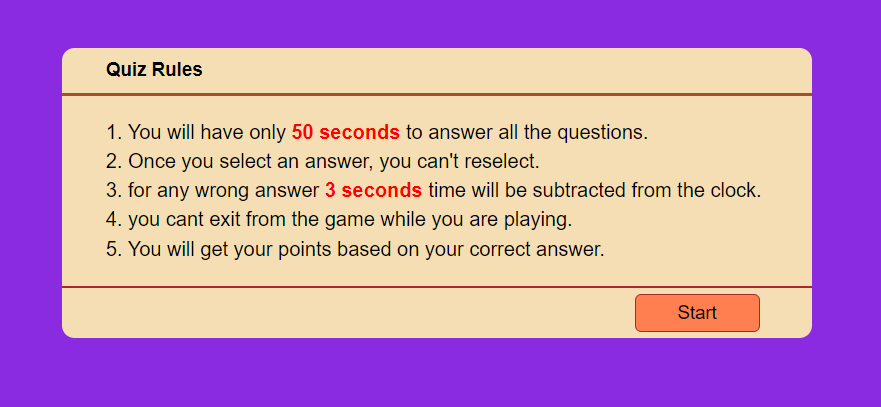 Quiz Rules
1. You will have only 50 seconds to answer all the questions.
2. Once you select an answer, you can't reselect.
3. for any wrong answer 3 seconds time will be subtracted from the clock.
4. you cant exit from the game while you are playing.
5. You will get your points based on your correct answer.
Start